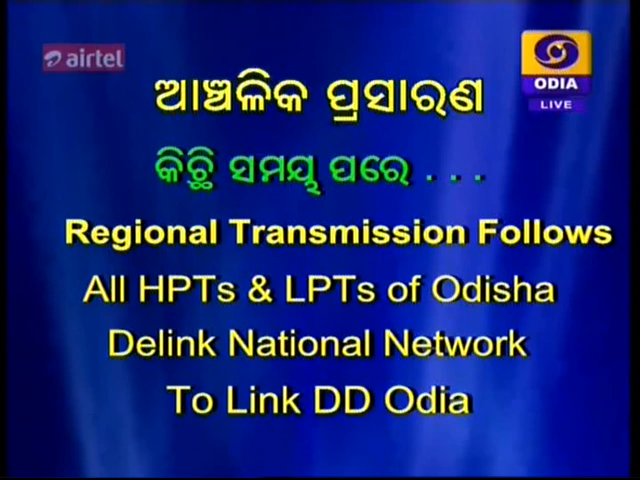 airtel
ODIA
LIVE
ଆଞ୍ଚଳିକ ପ୍ରସାରଣ
କିଛି ସମୟ ପରେ . . .
Regional Transmission Follows
All HPTs & LPTs of Odisha
Delink National Network
To Link DD Odia